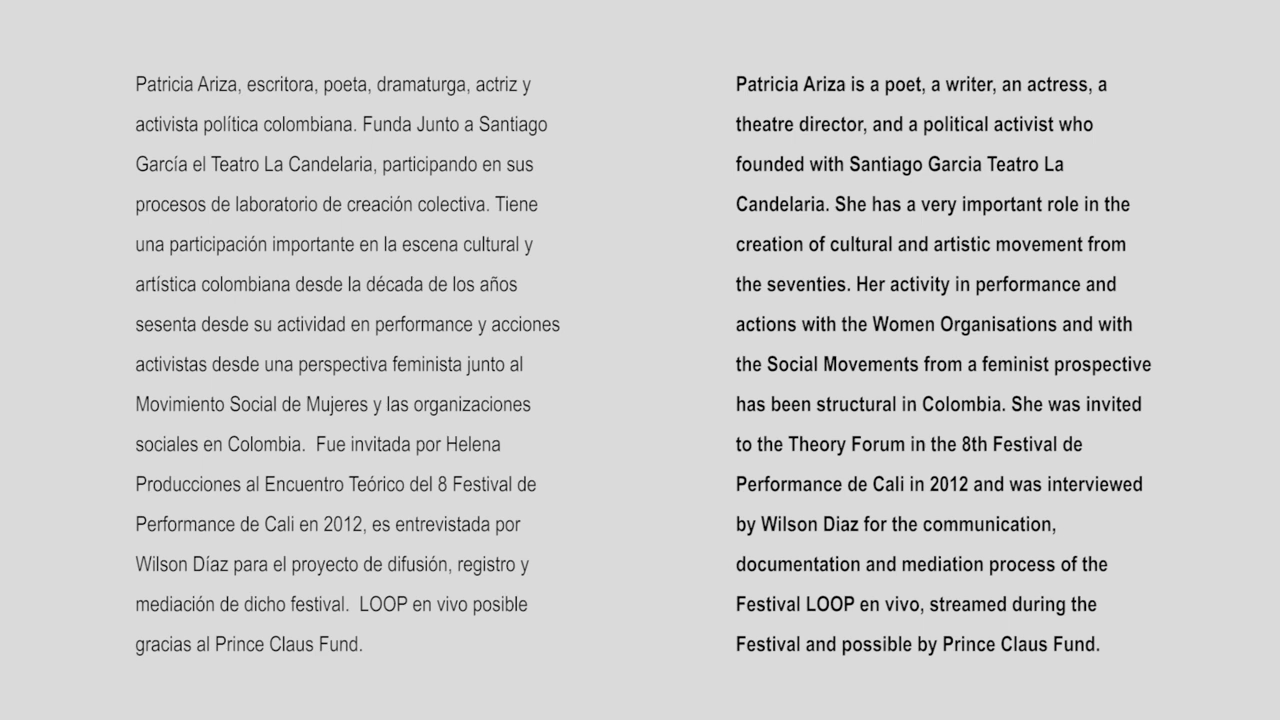 Patricia Ariza, escritora, poeta, dramaturga, actriz y
activista política colombiana. Funda Junto a Santiago
García el Teatro La Candelaria, participando en sus
procesos de laboratorio de creación colectiva. Tiene
una participación importante en la escena cultural y
artística colombiana desde la década de los años
sesenta desde su actividad en performance y acciones
activistas desde una perspectiva feminista junto al
Movimiento Social de Mujeres y las organizaciones
sociales en Colombia.  Fue invitada por Helena
Producciones al Encuentro Teórico del 8 Festival de
Performance de Cali en 2012, es entrevistada por
Wilson Díaz para el proyecto de difusión, registro y
mediación de dicho festival.  LOOP en vivo posible
gracias al Prince Claus Fund.
Patricia Ariza is a poet, a writer, an actress, a
theatre director, and a political activist who
founded with Santiago Garcia Teatro La
Candelaria. She has a very important role in the
creation of cultural and artistic movement from
the seventies. Her activity in performance and
actions with the Women Organisations and with
the Social Movements from a feminist prospective
has been structural in Colombia. She was invited
to the Theory Forum in the 8th Festival de
Performance de Cali in 2012 and was interviewed
by Wilson Diaz for the communication,
documentation and mediation process of the
Festival LOOP en vivo, streamed during the
Festival and possible by Prince Claus Fund.